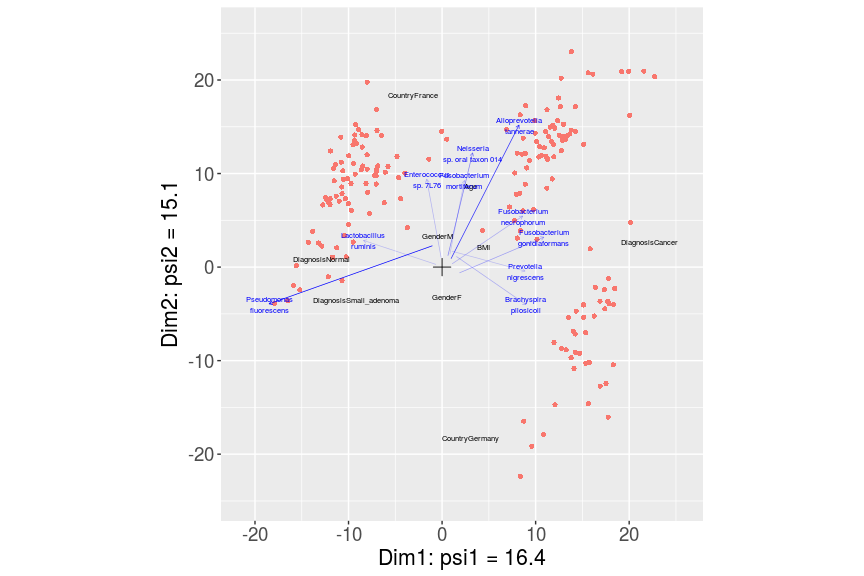 20
10
0
-10
-20
Dim2: psi2 = 15.1
CountryFrance
Alloprevotella
tannerae
Neisseria
sp. oral taxon 014
Enterococcus
sp. 7L76
Fusobacterium
mortiferum
Age
Fusobacterium
necrophorum
Fusobacterium
gonidiaformans
GenderM
Lactobacillus
ruminis
DiagnosisCancer
BMI
DiagnosisNormal
Prevotella
nigrescens
Pseudomonas
fluorescens
DiagnosisSmall_adenoma
GenderF
Brachyspira
pilosicoli
CountryGermany
-20
-10
0
10
20
Dim1: psi1 = 16.4